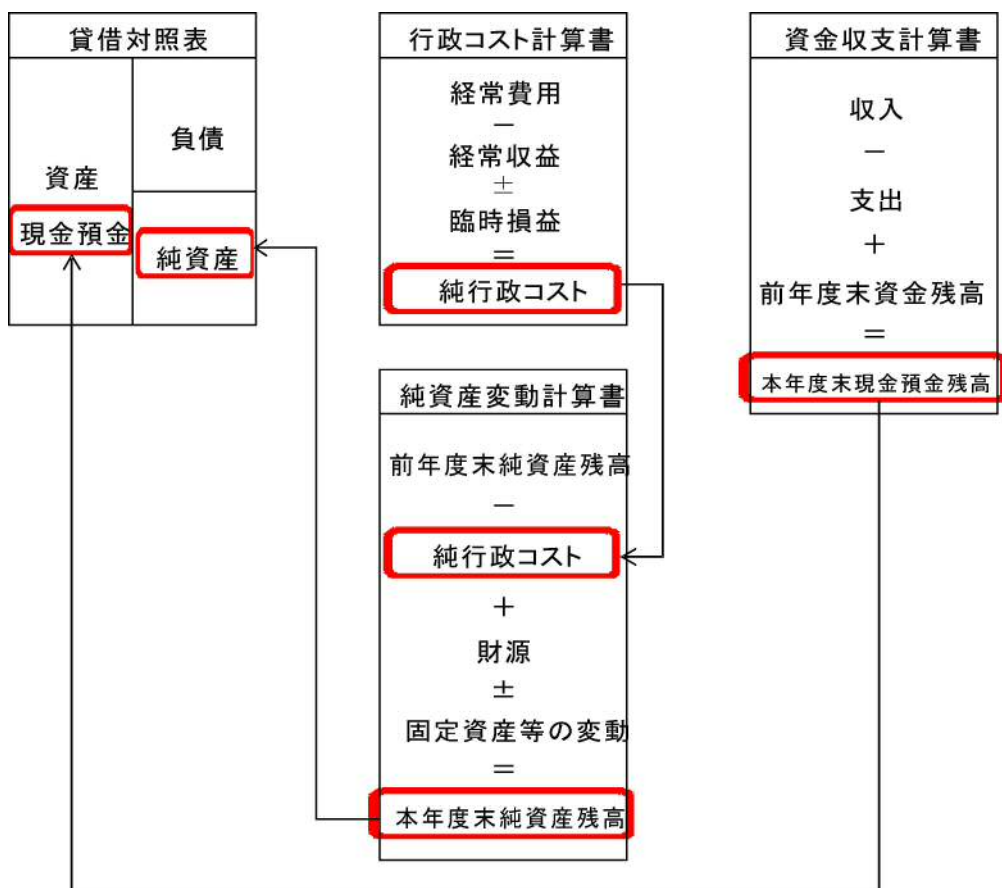 貸借対照表
資産
現金預金
負債
純資産
行政コスト計算書
経常費用
－
経常収益
±
臨時損益
＝
純行政コスト
純資産変動計算書
前年度末純資産残高
－
純行政コスト
＋
財源
±
固定資産等の変動
＝
本年度末純資産残高
資金収支計算書
収入
－
支出
＋
前年度末資金残高
＝
本年度末現金預金残高